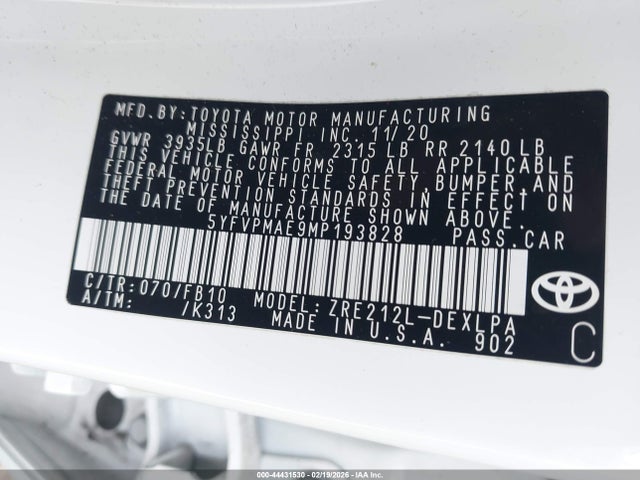 MFD.BY:TOYOTA MOTOR MANUFACTURING
MISSISSIPPI INC. 11/20
GVWR 3935LB GAWR FR 2315 LB RR 2140 LB
THIS VEHICLE CONFORMS TO ALL APPLICABLE
FEDERAL MOTOR VEHICLE SAFETY, BUMPER, AND
THEFT PREVENTION STANDARDS IN EFFECT ON
THE DATE OF MANUFACTURE SHOWN ABOVE.
5YFVPMAE9MP193828 PASS.CAR
C/TR:070/FB10 MODEL: ZRE212L-DEXLPA
A/TM: /K313 MADE IN U.S.A. 902
C
000-44431530 - 02/19/2026 - IAA Inc.